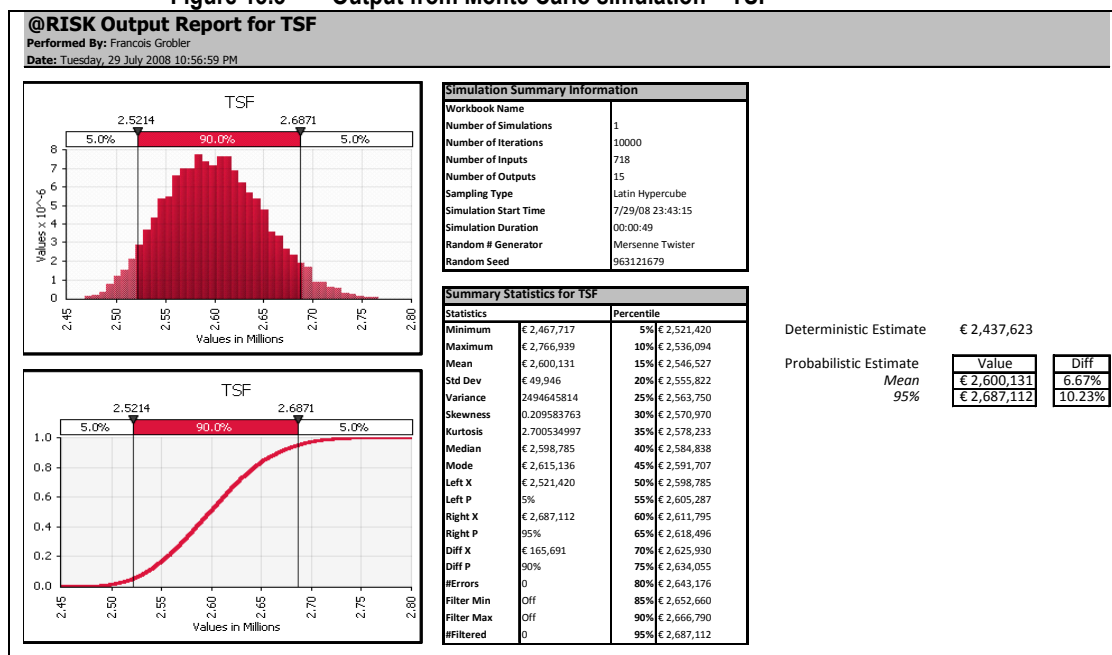 @RISK Output Report for TSF
Performed By: Francois Grobler
Date: Tuesday, 29 July 2008 10:56:59 PM
TSF
2.5214 2.6871
5.0% 90.0% 5.0%
8
7
6
5
4
3
2
1
0
Values x 10^-6
2.45 2.50 2.55 2.60 2.65 2.70 2.75 2.80
Values in Millions
TSF
2.5214 2.6871
5.0% 90.0% 5.0%
1.0
0.8
0.6
0.4
0.2
0.0
2.45 2.50 2.55 2.60 2.65 2.70 2.75 2.80
Values in Millions
Simulation Summary Information
Workbook Name
Number of Simulations 1
Number of Iterations 10000
Number of Inputs 718
Number of Outputs 15
Sampling Type Latin Hypercube
Simulation Start Time 7/29/08 23:43:15
Simulation Duration 00:00:49
Random # Generator Mersenne Twister
Random Seed 963121679
Summary Statistics for TSF
Statistics Percentile
Minimum € 2,467,717 5% € 2,521,420
Maximum € 2,766,939 10% € 2,536,094
Mean € 2,600,131 15% € 2,546,527
Std Dev € 49,946 20% € 2,555,822
Variance 2494645814 25% € 2,563,750
Skewness 0.209583763 30% € 2,570,970
Kurtosis 2.700534997 35% € 2,578,233
Median € 2,598,785 40% € 2,584,838
Mode € 2,615,136 45% € 2,591,707
Left X € 2,521,420 50% € 2,598,785
Left P 5% 55% € 2,605,287
Right X € 2,687,112 60% € 2,611,795
Right P 95% 65% € 2,618,496
Diff X € 165,691 70% € 2,625,930
Diff P 90% 75% € 2,634,055
#Errors 0 80% € 2,643,176
Filter Min Off 85% € 2,652,660
Filter Max Off 90% € 2,666,790
#Filtered 0 95% € 2,687,112
Deterministic Estimate € 2,437,623
Probabilistic Estimate Value Diff
Mean € 2,600,131 6.67%
95% € 2,687,112 10.23%